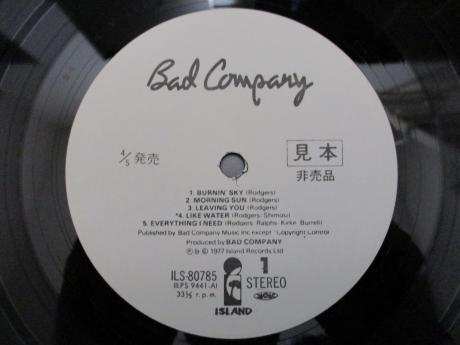 Bad Company
4/5 発売
見本
非売品
1. BURNIN' SKY (Rodgers)
2. MORNING SUN (Rodgers)
3. LEAVING YOU (Rodgers)
*4. LIKE WATER (Rodgers· Shimizu)
5. EVERYTHING I NEED (Rodgers· Ralphs· Kirke· Burrell)
Published by Bad Company Music Inc except *Copyright Control
Produced by BAD COMPANY
℗ & © 1977 Island Records Ltd
ILS-80785
(ILPS 9441-A)
33⅓ r.p.m.
1
STEREO
ISLAND